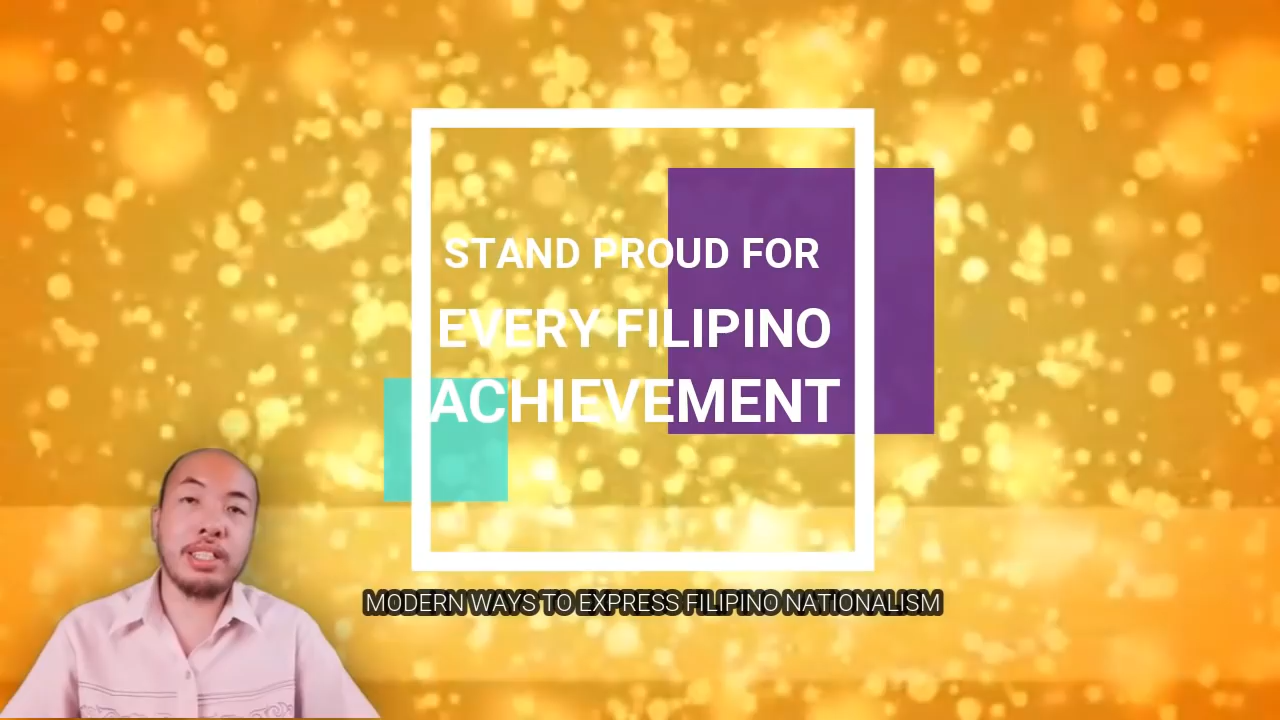 STAND PROUD FOR
EVERY FILIPINO
ACHIEVEMENT
MODERN WAYS TO EXPRESS FILIPINO NATIONALISM